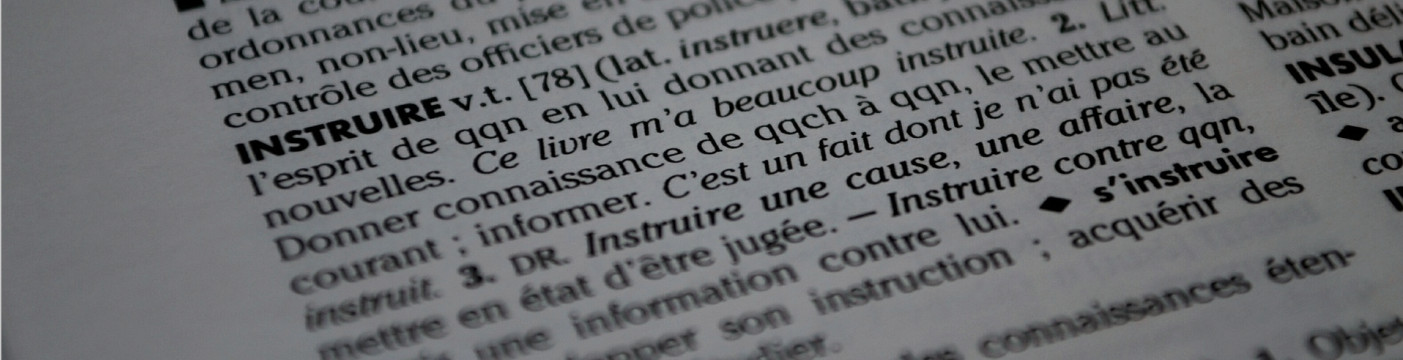 de la
ordonnances
men, non-lieu, mise en
contrôle des officiers de police
INSTRUIRE v.t. [78] (lat. instruere,
l'esprit de qqn en lui donnant des
nouvelles. Ce livre m'a beaucoup instruite. 2. Litt.
Donner connaissance de qqch à qqn, le mettre au
courant ; informer. C'est un fait dont je n'ai pas été
instruit. 3. DR. Instruire une cause, une affaire, la
mettre en état d'être jugée. – Instruire contre qqn,
une information contre lui. ◆ s'instruire
son instruction ; acquérir des
connaissances éten-
bain
île).
◆